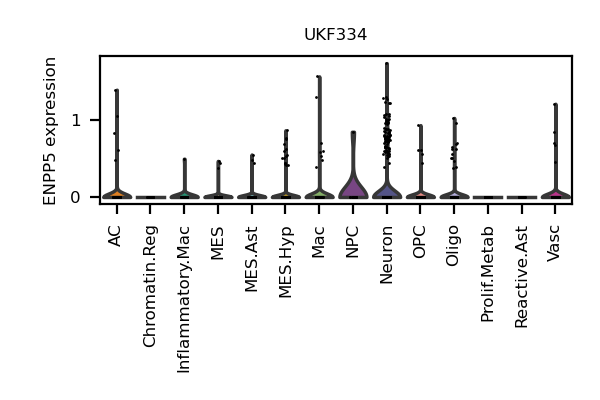 UKF334
ENPP5 expression
1
0
AC
Chromatin.Reg
Inflammatory.Mac
MES
MES.Ast
MES.Hyp
Mac
NPC
Neuron
OPC
Oligo
Prolif.Metab
Reactive.Ast
Vasc